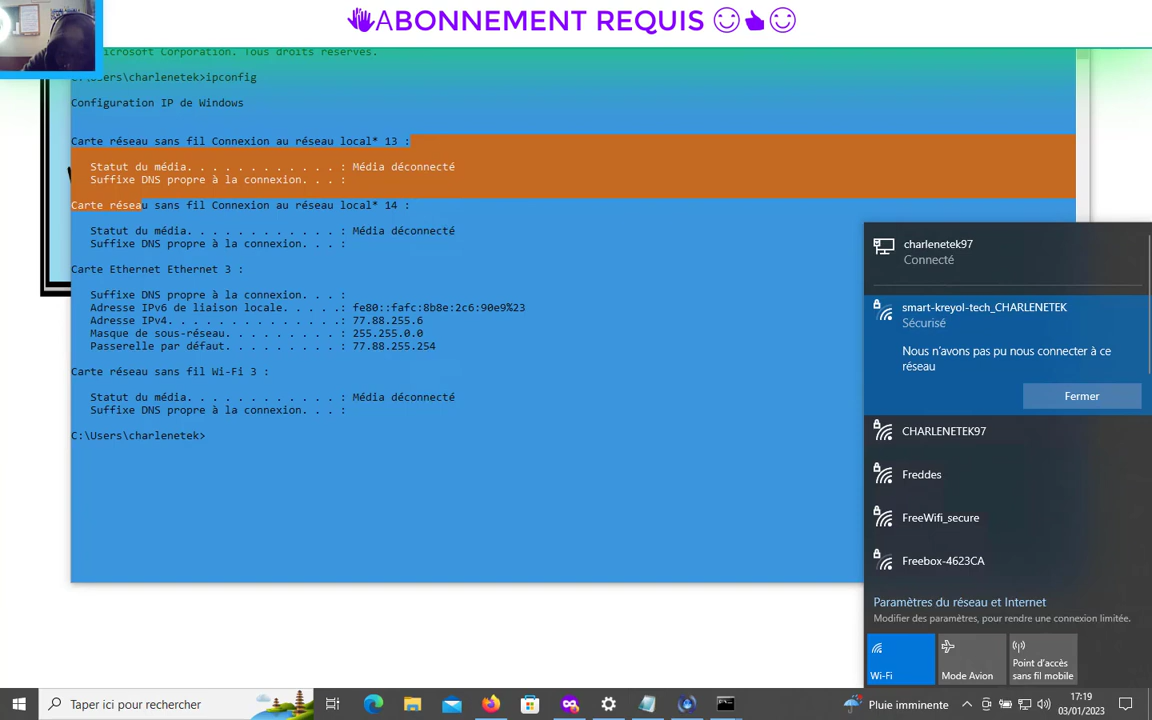 ABONNEMENT REQUIS
Microsoft Corporation. Tous droits réservés.
C:\Users\charlenetek>ipconfig
Configuration IP de Windows
Carte réseau sans fil Connexion au réseau local* 13 :
Statut du média. . . . . . . . . . . . : Média déconnecté
Suffixe DNS propre à la connexion. . . :
Carte réseau sans fil Connexion au réseau local* 14 :
Statut du média. . . . . . . . . . . . : Média déconnecté
Suffixe DNS propre à la connexion. . . :
Carte Ethernet Ethernet 3 :
Suffixe DNS propre à la connexion. . . :
Adresse IPv6 de liaison locale. . . . .: fe80::fafc:8b8e:2c6:90e9%23
Adresse IPv4. . . . . . . . . . . . . .: 77.88.255.6
Masque de sous-réseau. . . . . . . . . : 255.255.0.0
Passerelle par défaut. . . . . . . . . : 77.88.255.254
Carte réseau sans fil Wi-Fi 3 :
Statut du média. . . . . . . . . . . . : Média déconnecté
Suffixe DNS propre à la connexion. . . :
C:\Users\charlenetek>
charlenetek97
Connecté
smart-kreyol-tech_CHARLENETEK
Sécurisé
Nous n'avons pas pu nous connecter à ce
réseau
Fermer
CHARLENETEK97
Freddes
FreeWifi_secure
Freebox-4623CA
Paramètres du réseau et Internet
Modifier des paramètres, pour rendre une connexion limitée.
Wi-Fi
Mode Avion
Point d'accès
sans fil mobile
Taper ici pour rechercher
Pluie imminente
17:19
03/01/2023